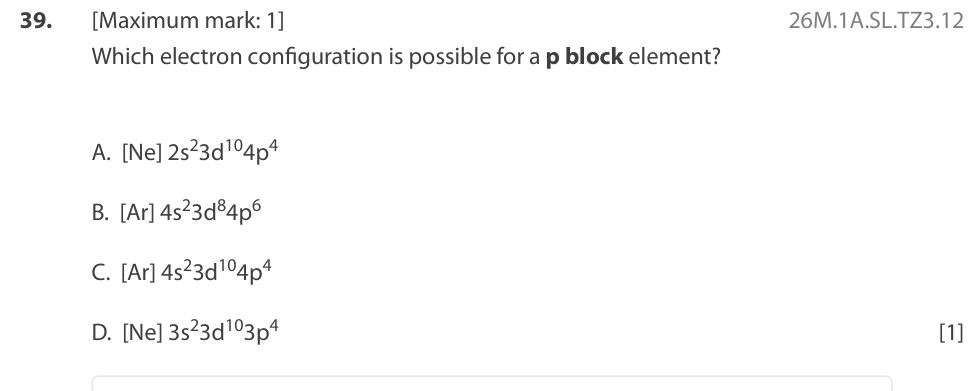 39. [Maximum mark: 1] 26M.1A.SL.TZ3.12
Which electron configuration is possible for a p block element?
A. [Ne] 2s²3d¹⁰4p⁴
B. [Ar] 4s²3d⁸4p⁶
C. [Ar] 4s²3d¹⁰4p⁴
D. [Ne] 3s²3d¹⁰3p⁴ [1]